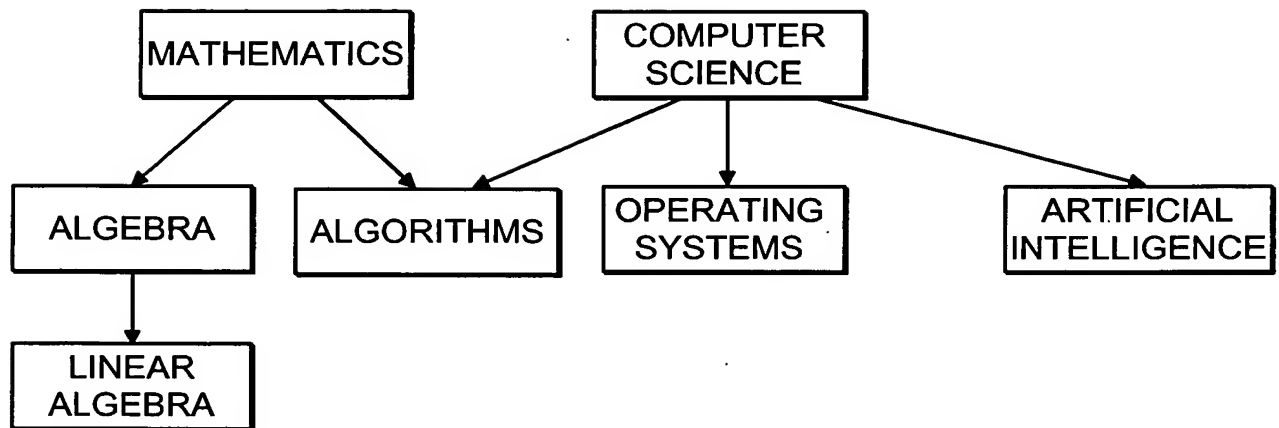 MATHEMATICS
COMPUTER
SCIENCE
ALGEBRA
ALGORITHMS
OPERATING
SYSTEMS
ARTIFICIAL
INTELLIGENCE
LINEAR
ALGEBRA